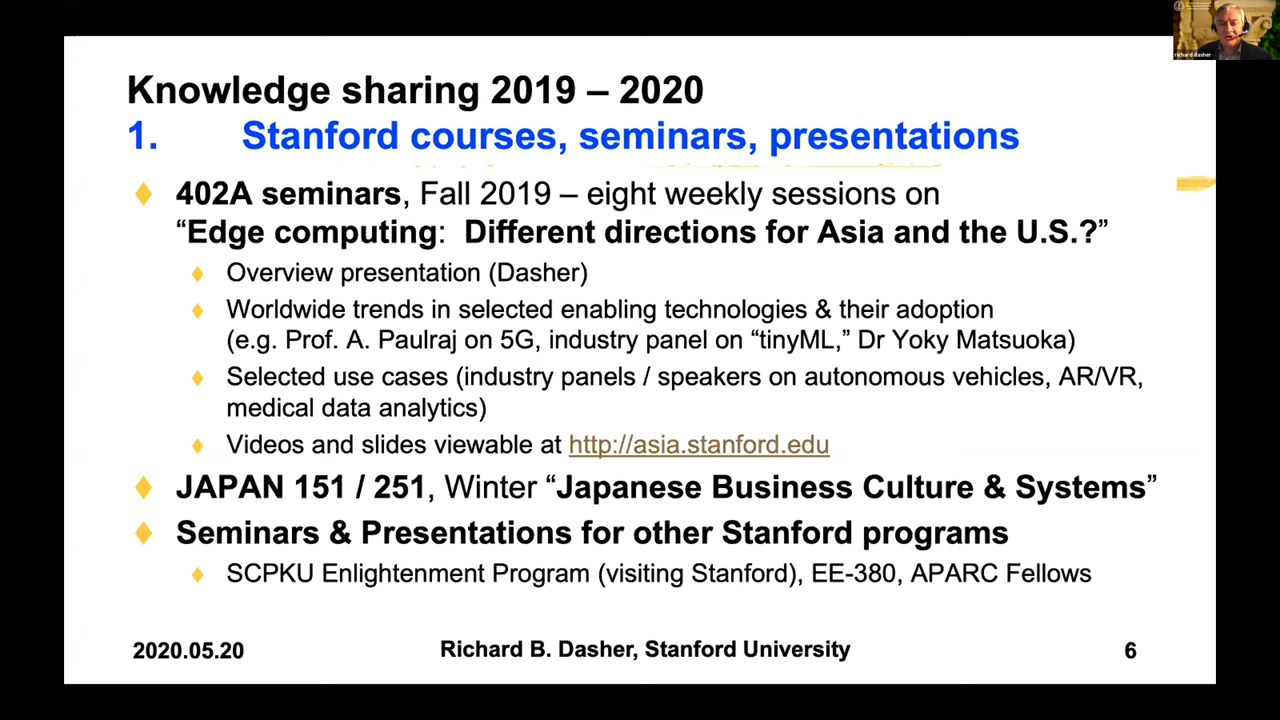 Knowledge sharing 2019 – 2020
1. Stanford courses, seminars, presentations
402A seminars, Fall 2019 – eight weekly sessions on
“Edge computing: Different directions for Asia and the U.S.?”
Overview presentation (Dasher)
Worldwide trends in selected enabling technologies & their adoption
(e.g. Prof. A. Paulraj on 5G, industry panel on “tinyML,” Dr Yoky Matsuoka)
Selected use cases (industry panels / speakers on autonomous vehicles, AR/VR,
medical data analytics)
Videos and slides viewable at http://asia.stanford.edu
JAPAN 151 / 251, Winter “Japanese Business Culture & Systems”
Seminars & Presentations for other Stanford programs
SCPKU Enlightenment Program (visiting Stanford), EE-380, APARC Fellows
2020.05.20 Richard B. Dasher, Stanford University 6
richard dasher